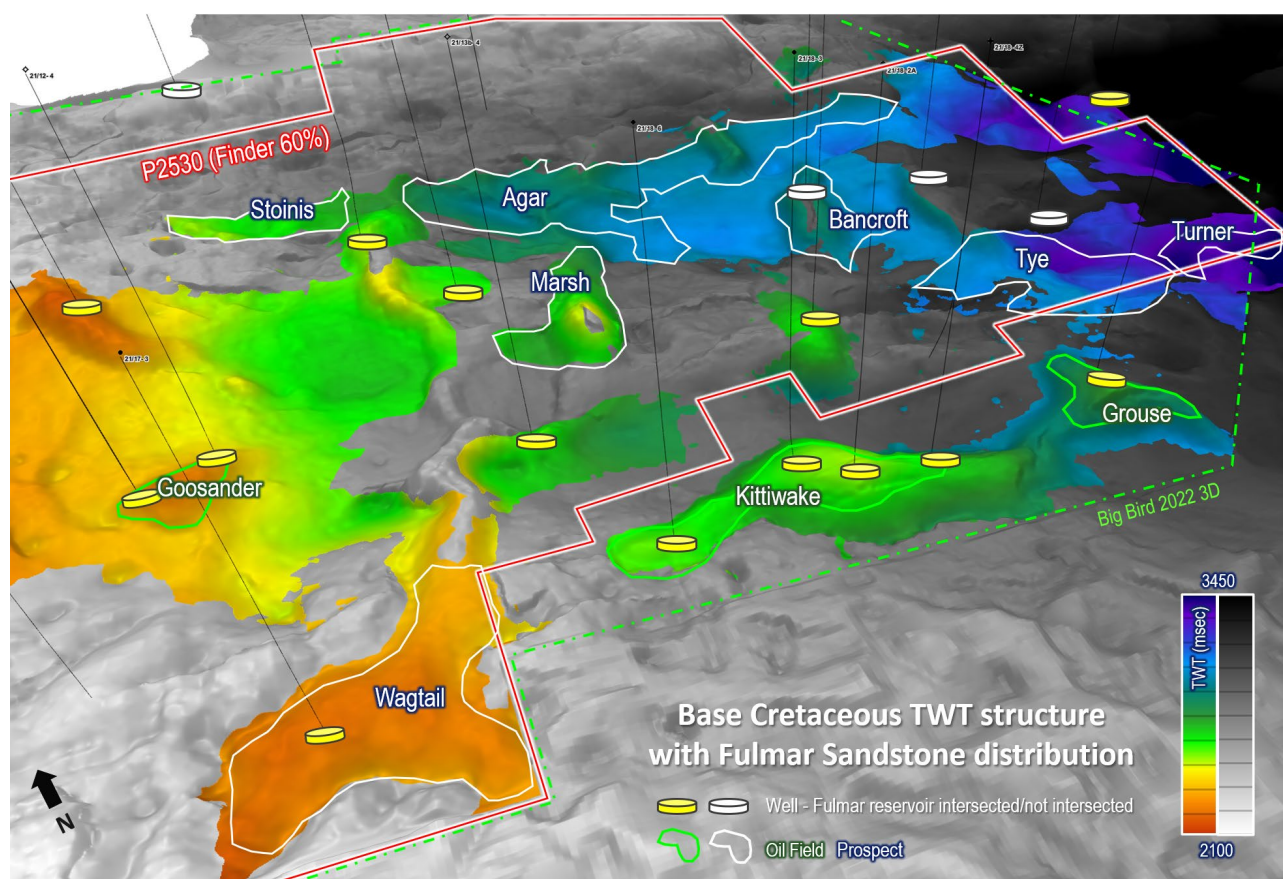 21/12- 4
21/13b- 4
21/18- 3
21/18- 2A
21/18- 4Z
21/18- 6
P2530 (Finder 60%)
Stoinis
Agar
Bancroft
Turner
Tye
Marsh
21/17- 3
Grouse
Goosander
Kittiwake
Big Bird 2022 3D
Wagtail
3450
TWT (msec)
2100
Base Cretaceous TWT structure
with Fulmar Sandstone distribution
Well - Fulmar reservoir intersected/not intersected
Oil Field Prospect
N